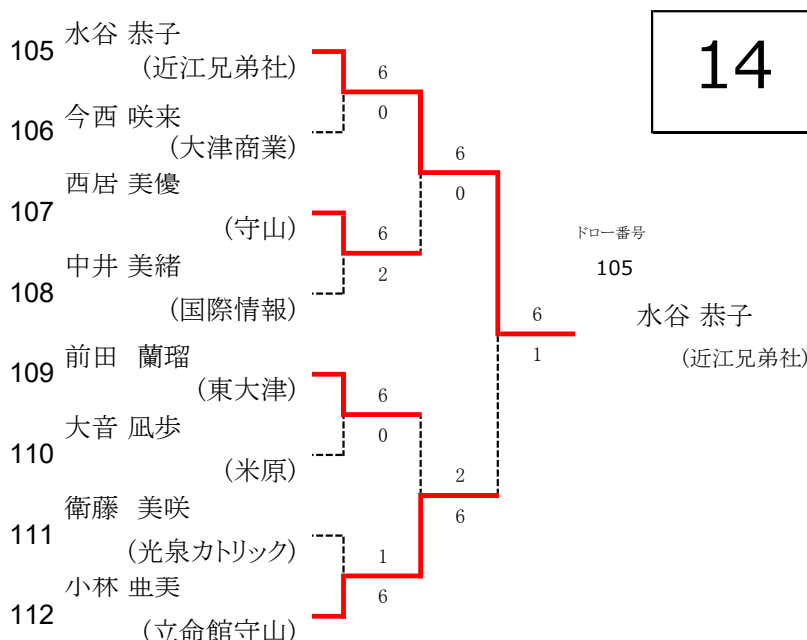 14
105 水谷 恭子
(近江兄弟社)
6
0
106 今西 咲来
(大津商業)
6
0
107 西居 美優
(守山)
6
2
108 中井 美緒
(国際情報)
ドロー番号
105
6
1
水谷 恭子
(近江兄弟社)
109 前田 蘭瑠
(東大津)
6
0
110 大音 凪歩
(米原)
2
6
111 衛藤 美咲
(光泉カトリック)
1
6
112 小林 亜美
(立命館守山)